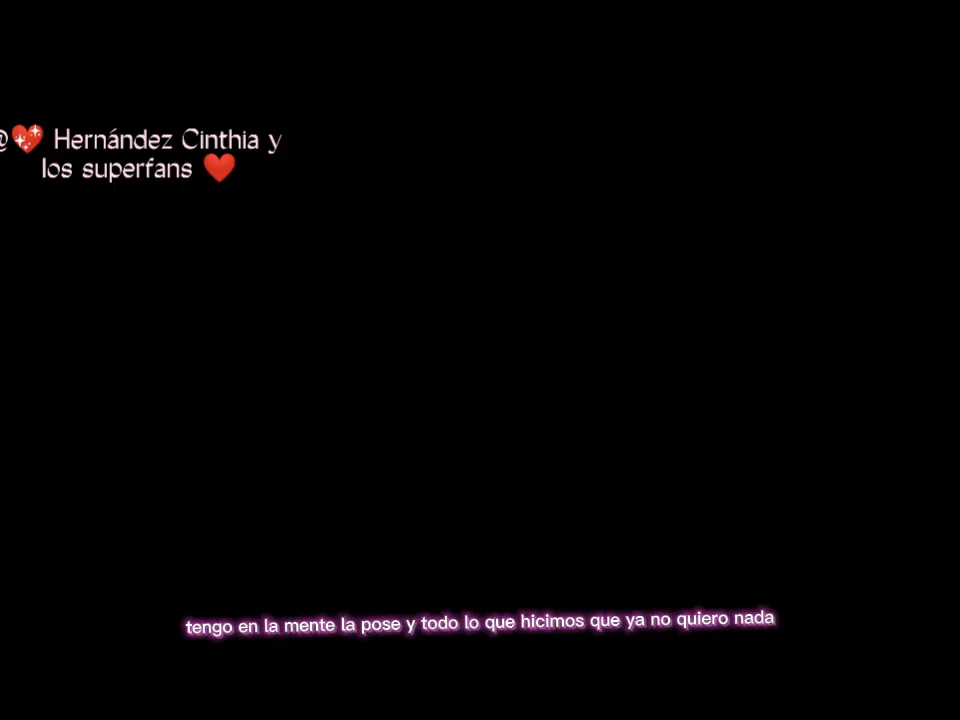 @💖 Hernández Cinthia y
los superfans ❤️
tengo en la mente la pose y todo lo que hicimos que ya no quiero nada